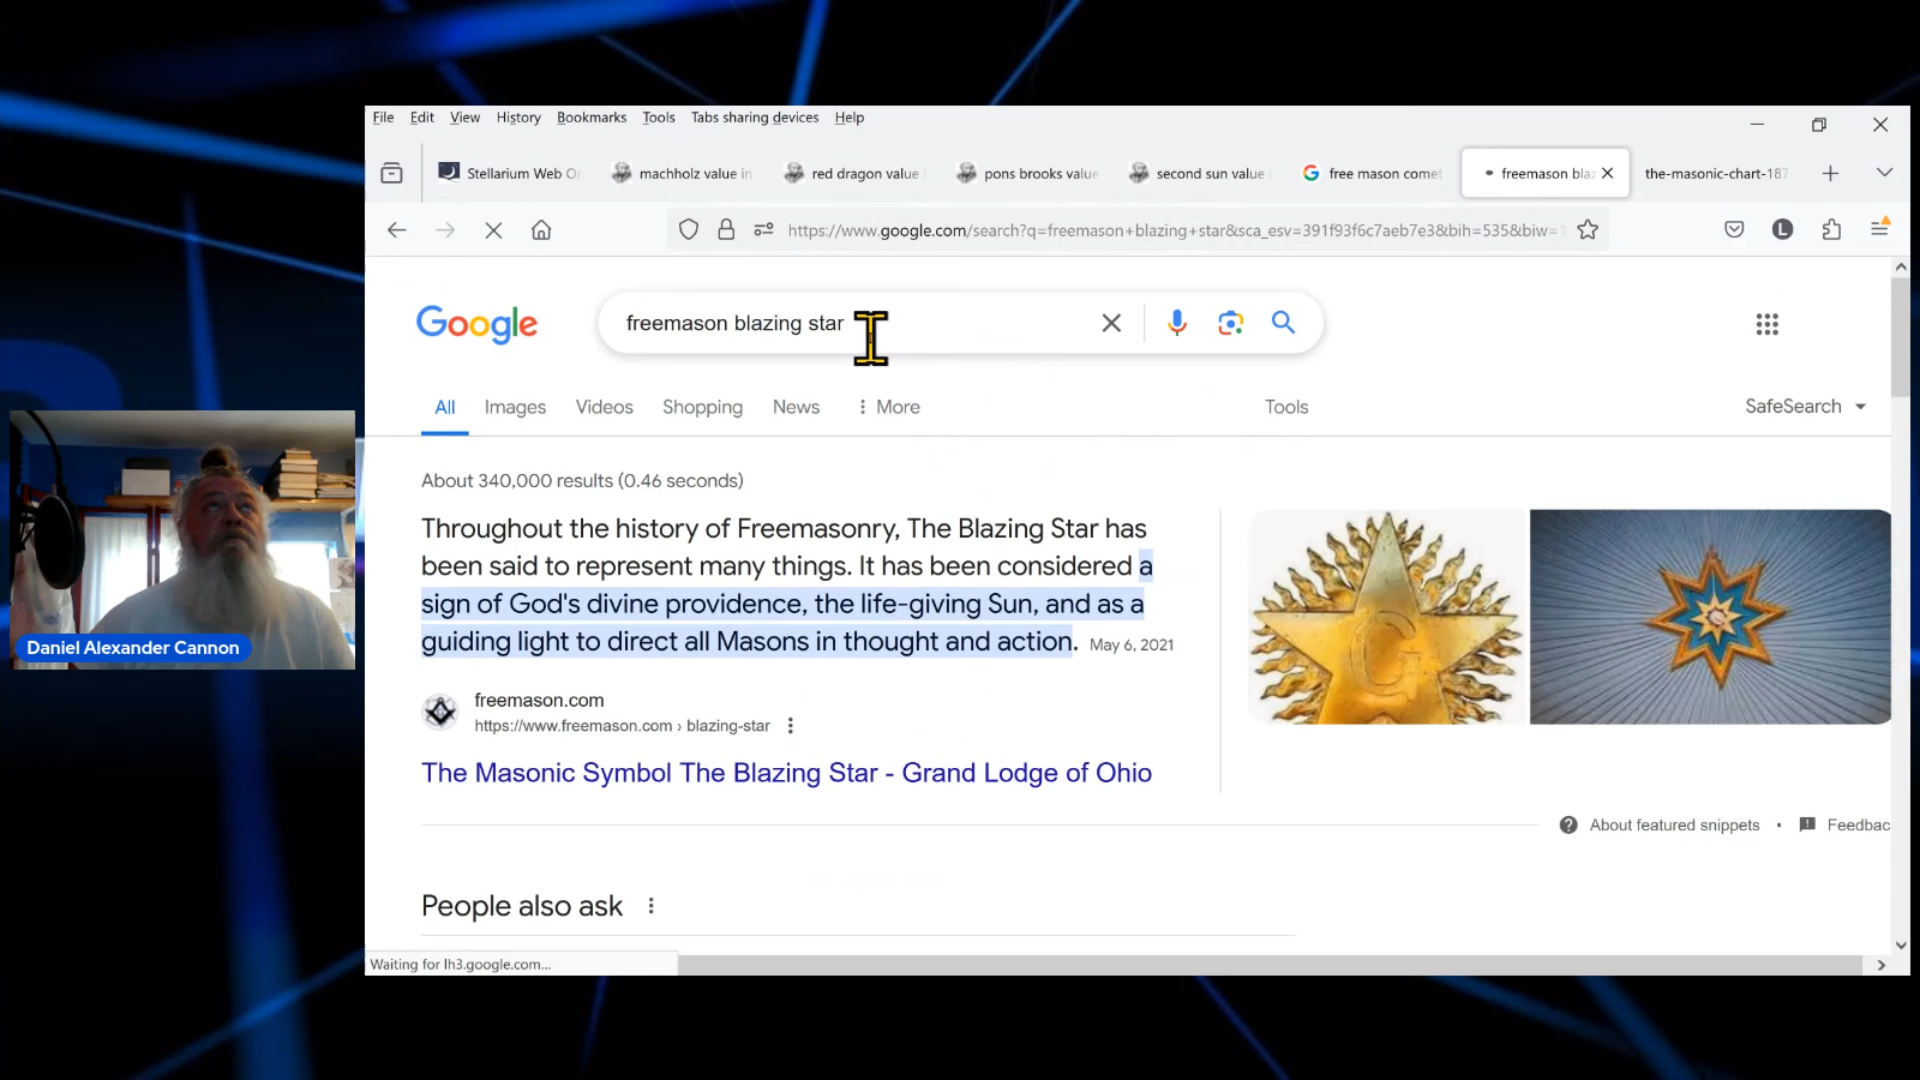 File Edit View History Bookmarks Tools Tabs sharing devices Help
Stellarium Web On machholz value in red dragon value pons brooks value second sun value free mason comet freemason blaz the-masonic-chart-187
https://www.google.com/search?q=freemason+blazing+star&sca_esv=391f93f6c7aeb7e3&bih=535&biw=1
L
Google
freemason blazing star
All Images Videos Shopping News More Tools SafeSearch
About 340,000 results (0.46 seconds)
Throughout the history of Freemasonry, The Blazing Star has
been said to represent many things. It has been considered a
sign of God's divine providence, the life-giving Sun, and as a
guiding light to direct all Masons in thought and action. May 6, 2021
G
freemason.com
https://www.freemason.com › blazing-star
The Masonic Symbol The Blazing Star - Grand Lodge of Ohio
About featured snippets • Feedbac
People also ask
Waiting for lh3.google.com...
Daniel Alexander Cannon